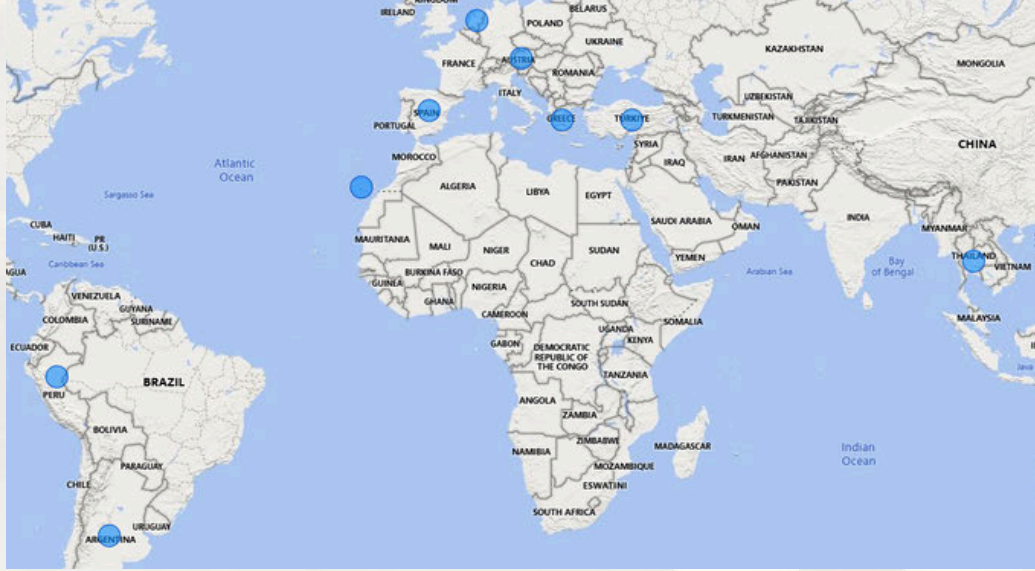 KINGDOM
IRELAND
BELARUS
POLAND
UKRAINE
KAZAKHSTAN
MONGOLIA
FRANCE
AUSTRIA
ROMANIA
ITALY
UZBEKISTAN
SPAIN
GREECE
TÜRKIYE
TURKMENISTAN
TAJIKISTAN
PORTUGAL
SYRIA
CHINA
MOROCCO
IRAQ
IRAN
AFGHANISTAN
Atlantic
Ocean
ALGERIA
LIBYA
EGYPT
PAKISTAN
Sargasso Sea
SAUDI ARABIA
OMAN
INDIA
CUBA
HAITI
PR
(U.S.)
MAURITANIA
MALI
NIGER
CHAD
SUDAN
YEMEN
MYANMAR
THAILAND
VIETNAM
Caribbean Sea
AGUA
BURKINA FASO
Arabian Sea
Bay
of Bengal
GUINEA
NIGERIA
GHANA
VENEZUELA
GUYANA
SURINAME
COLOMBIA
CAMEROON
SOUTH SUDAN
SOMALIA
MALAYSIA
ECUADOR
GABON
UGANDA
KENYA
DEMOCRATIC
REPUBLIC OF
THE CONGO
TANZANIA
Java
PERU
BRAZIL
ANGOLA
ZAMBIA
BOLIVIA
NAMIBIA
ZIMBABWE
MADAGASCAR
Indian
Ocean
PARAGUAY
MOZAMBIQUE
CHILE
ESWATINI
URUGUAY
SOUTH AFRICA
ARGENTINA